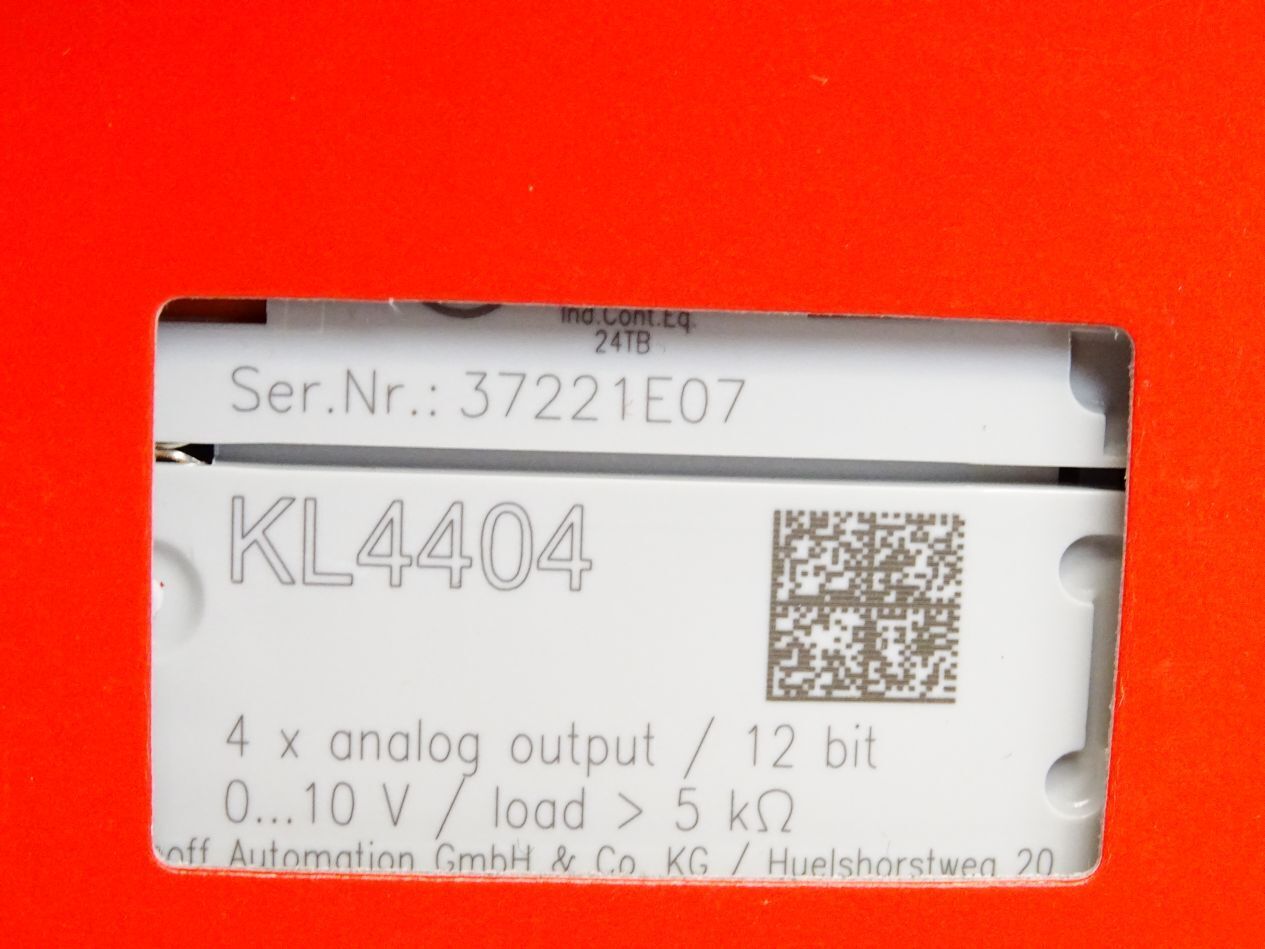 Ind.Cont.Eq.
24TB
Ser.Nr.: 37221E07
KL4404
4 x analog output / 12 bit
0...10 V / load > 5 kΩ
off Automation GmbH & Co. KG / Huelshorstweg 20